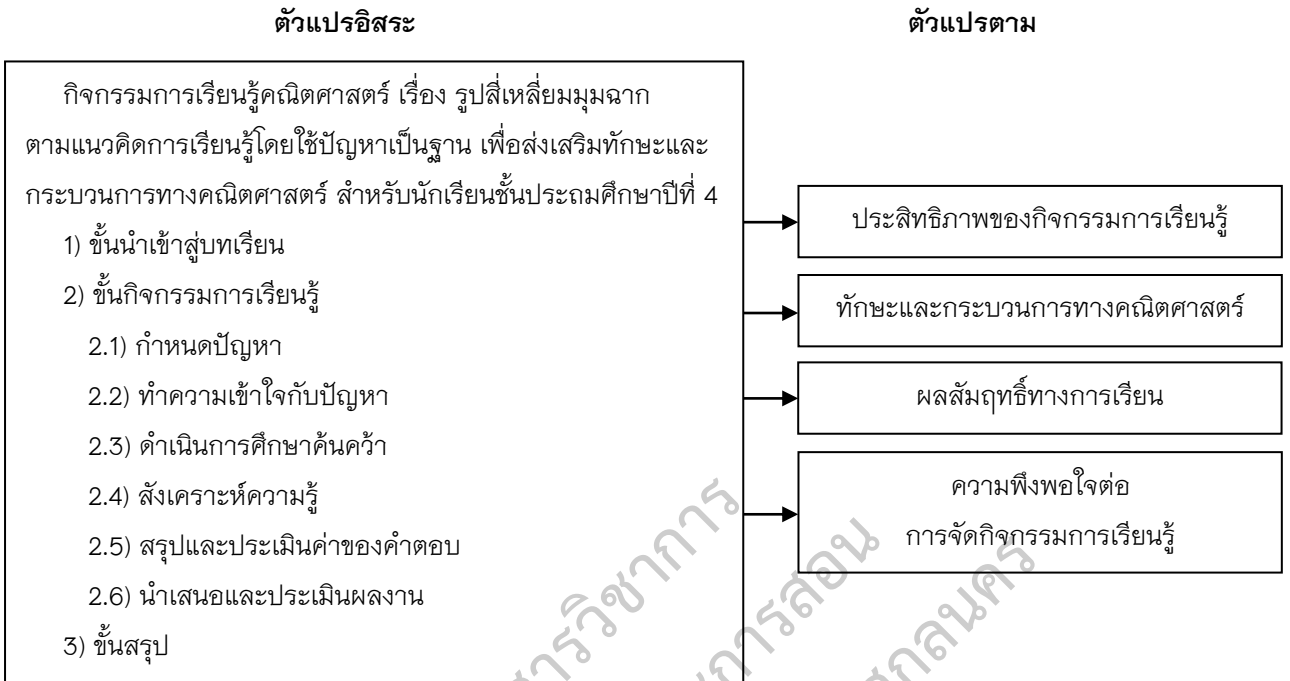 ตัวแปรอิสระ
ตัวแปรตาม
กิจกรรมการเรียนรู้คณิตศาสตร์ เรื่อง รูปสี่เหลี่ยมมุมฉาก
ตามแนวคิดการเรียนรู้โดยใช้ปัญหาเป็นฐาน เพื่อส่งเสริมทักษะและ
กระบวนการทางคณิตศาสตร์ สำหรับนักเรียนชั้นประถมศึกษาปีที่ 4
1) ขั้นนำเข้าสู่บทเรียน
2) ขั้นกิจกรรมการเรียนรู้
2.1) กำหนดปัญหา
2.2) ทำความเข้าใจกับปัญหา
2.3) ดำเนินการศึกษาค้นคว้า
2.4) สังเคราะห์ความรู้
2.5) สรุปและประเมินค่าของคำตอบ
2.6) นำเสนอและประเมินผลงาน
3) ขั้นสรุป
ประสิทธิภาพของกิจกรรมการเรียนรู้
ทักษะและกระบวนการทางคณิตศาสตร์
ผลสัมฤทธิ์ทางการเรียน
ความพึงพอใจต่อ
การจัดกิจกรรมการเรียนรู้